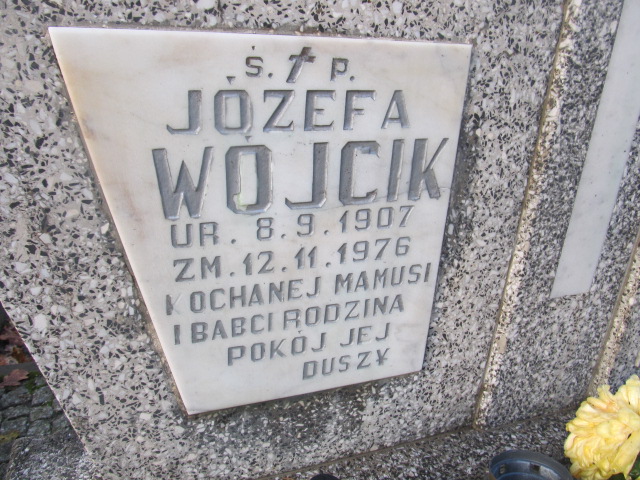 Ś. † P.
JÓZEFA
WÓJCIK
UR. 8.9.1907
ZM. 12.11.1976
KOCHANEJ MAMUSI
I BABCI RODZINA
POKÓJ JEJ
DUSZY